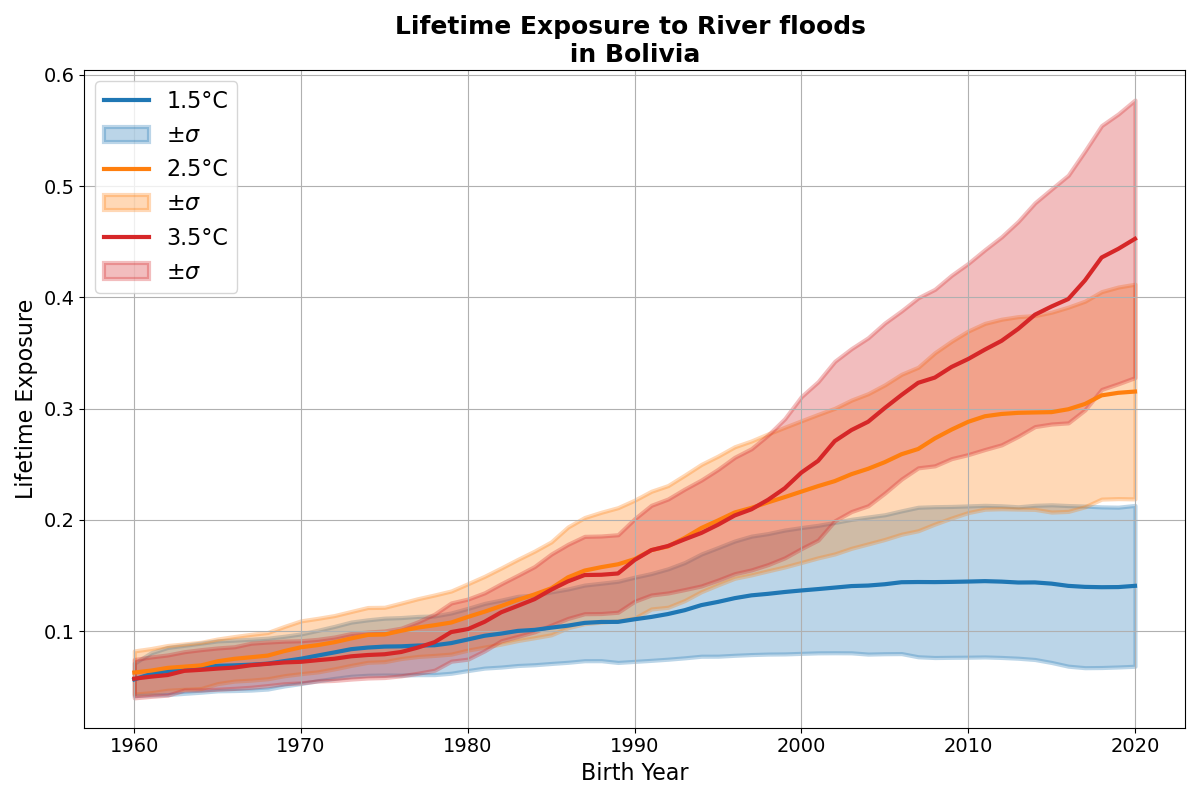 Lifetime Exposure to River floods
in Bolivia
0.6
0.5
0.4
0.3
0.2
0.1
Lifetime Exposure
1.5°C
±σ
2.5°C
±σ
3.5°C
±σ
1960 1970 1980 1990 2000 2010 2020
Birth Year